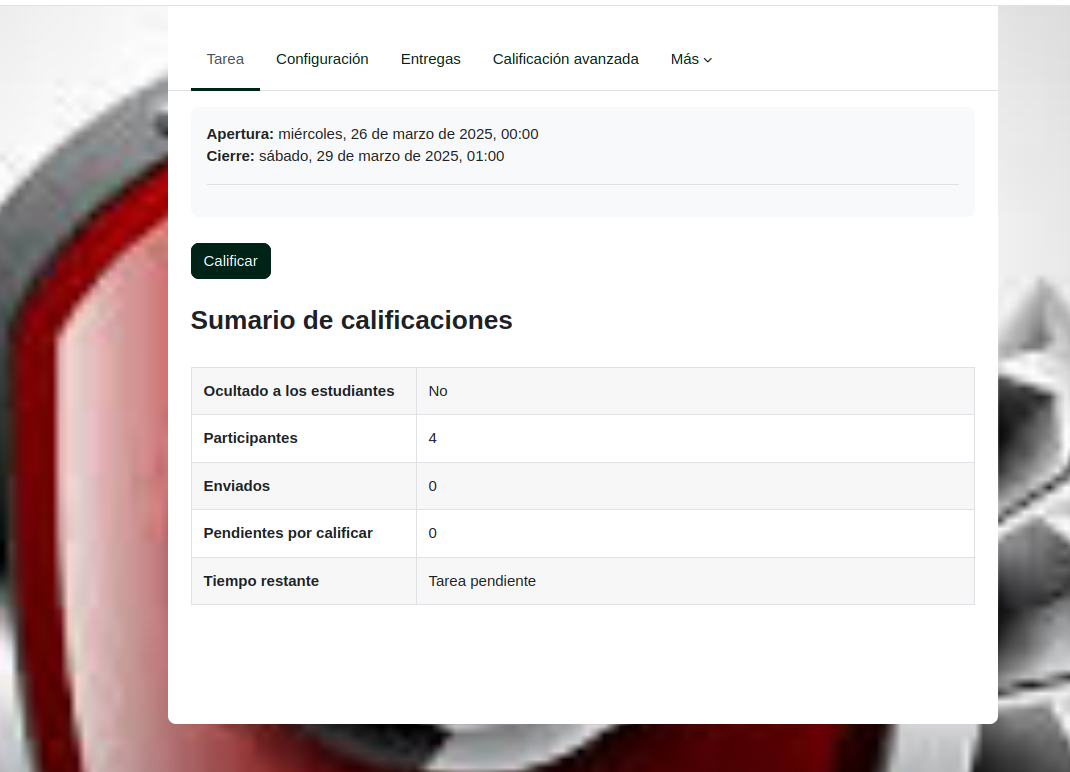 Tarea Configuración Entregas Calificación avanzada Más
Apertura: miércoles, 26 de marzo de 2025, 00:00
Cierre: sábado, 29 de marzo de 2025, 01:00
Calificar
Sumario de calificaciones
Ocultado a los estudiantes No
Participantes 4
Enviados 0
Pendientes por calificar 0
Tiempo restante Tarea pendiente